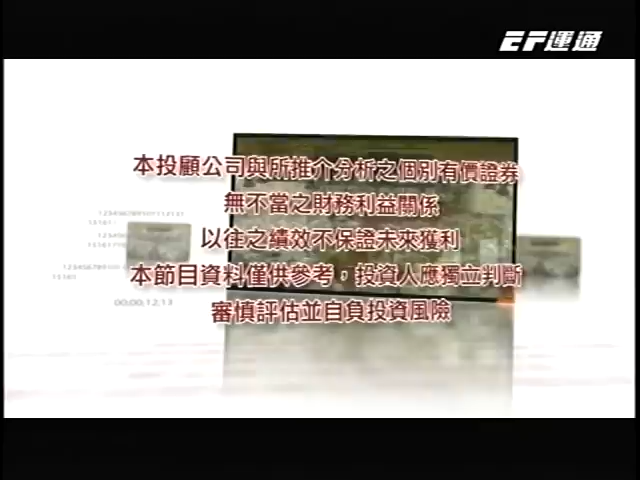 EF運通
本投顧公司與所推介分析之個別有價證券
無不當之財務利益關係
以往之績效不保證未來獲利
本節目資料僅供參考，投資人應獨立判斷
審慎評估並自負投資風險
00;00,12,13